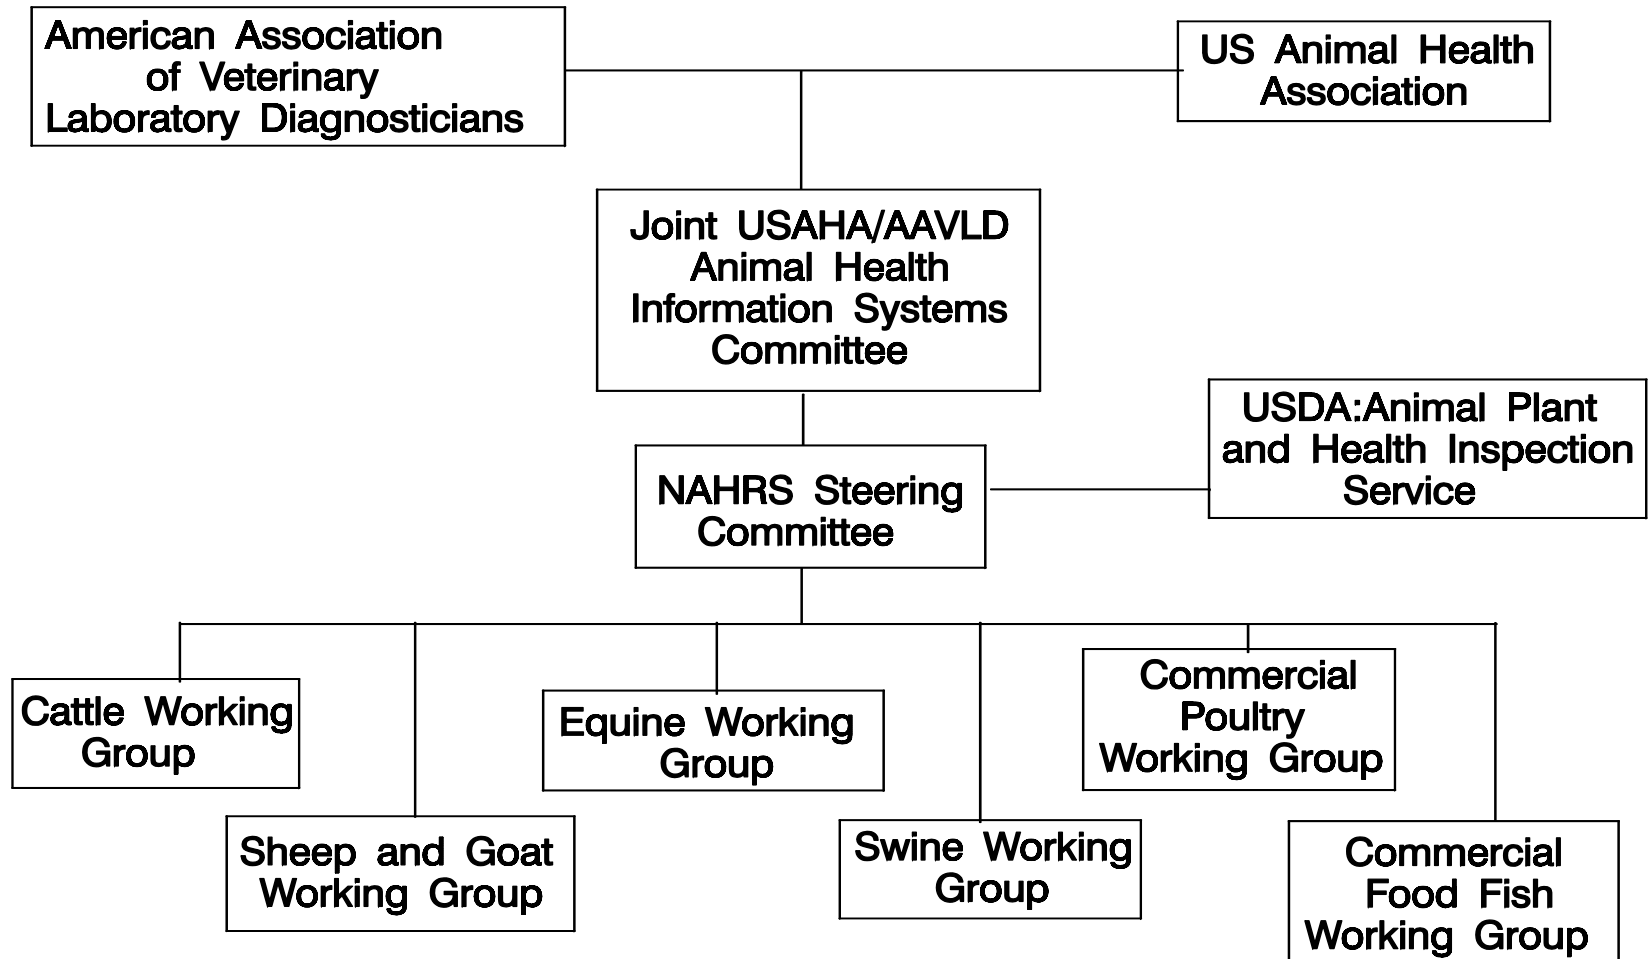 American Association
of Veterinary
Laboratory Diagnosticians
US Animal Health
Association
Joint USAHA/AAVLD
Animal Health
Information Systems
Committee
USDA:Animal Plant
and Health Inspection
Service
NAHRS Steering
Committee
Cattle Working
Group
Sheep and Goat
Working Group
Equine Working
Group
Swine Working
Group
Commercial
Poultry
Working Group
Commercial
Food Fish
Working Group